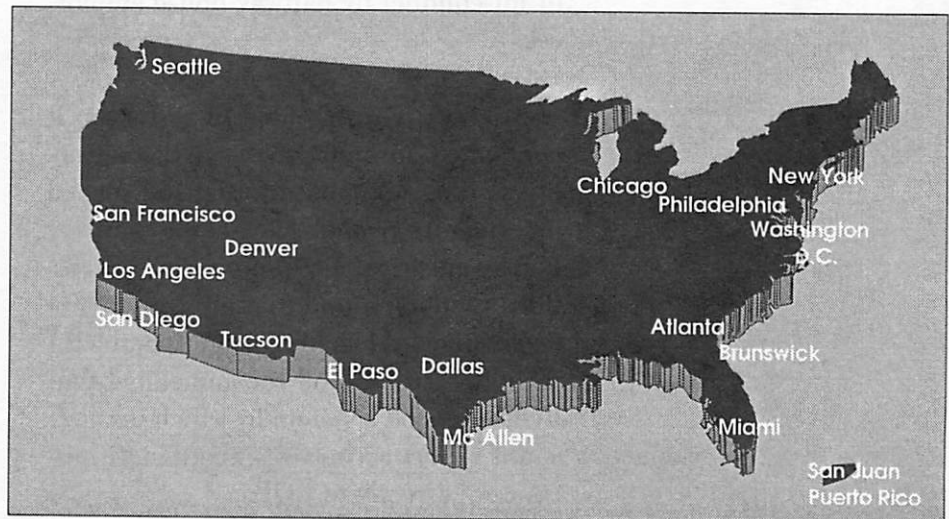 Seattle
Chicago
New York
Philadelphia
San Francisco
Washington
D.C.
Denver
Los Angeles
San Diego
Atlanta
Tucson
Brunswick
El Paso
Dallas
Miami
Mc Allen
San Juan
Puerto Rico